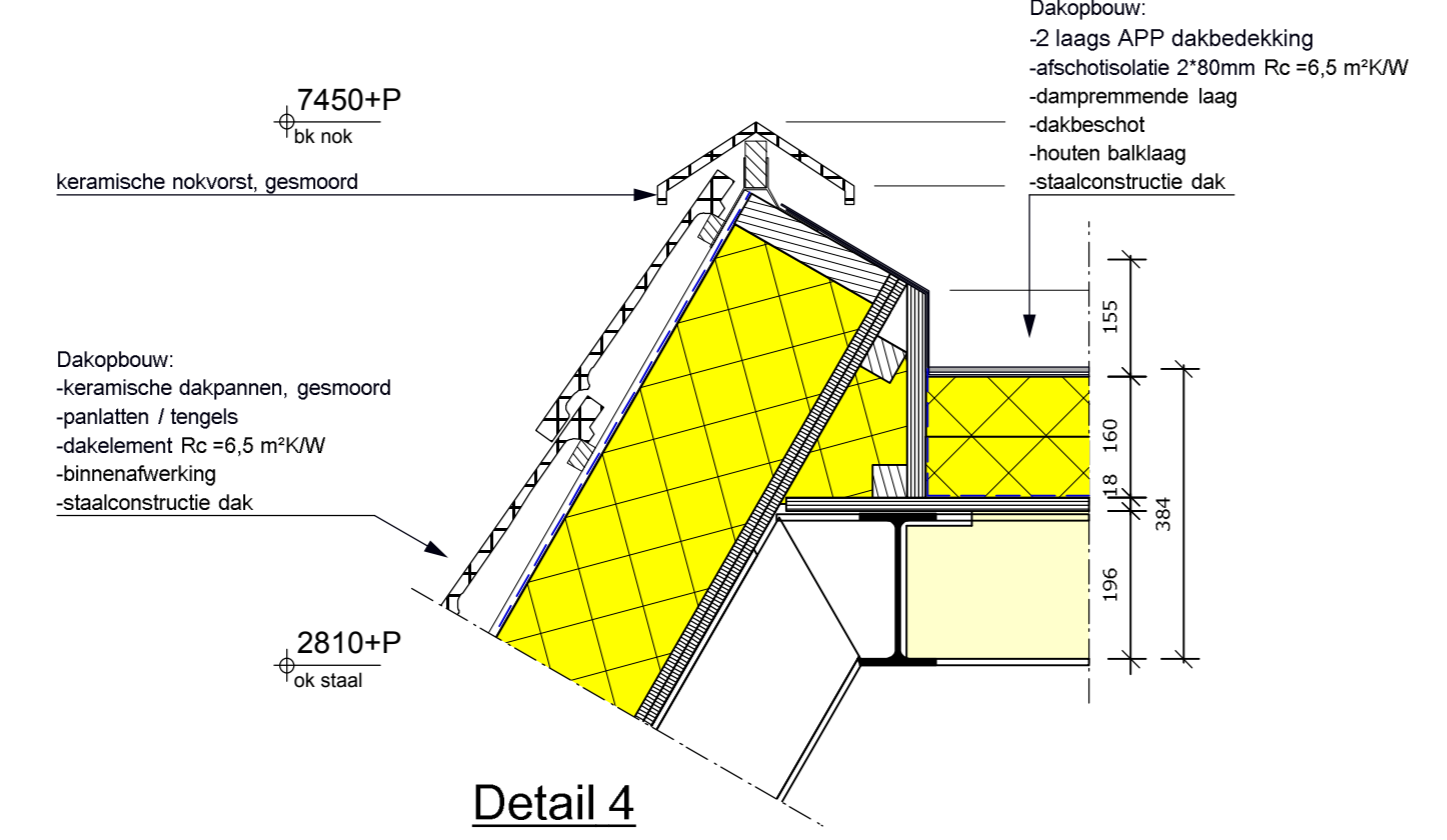 Dakopbouw:
-2 laags APP dakbedekking
-afschotisolatie 2*80mm Rc =6,5 m²K/W
-dampremmende laag
-dakbeschot
-houten balklaag
-staalconstructie dak
7450+P
bk nok
keramische nokvorst, gesmoord
Dakopbouw:
-keramische dakpannen, gesmoord
-panlatten / tengels
-dakelement Rc =6,5 m²K/W
-binnenafwerking
-staalconstructie dak
2810+P
ok staal
155
160
18
384
196
Detail 4